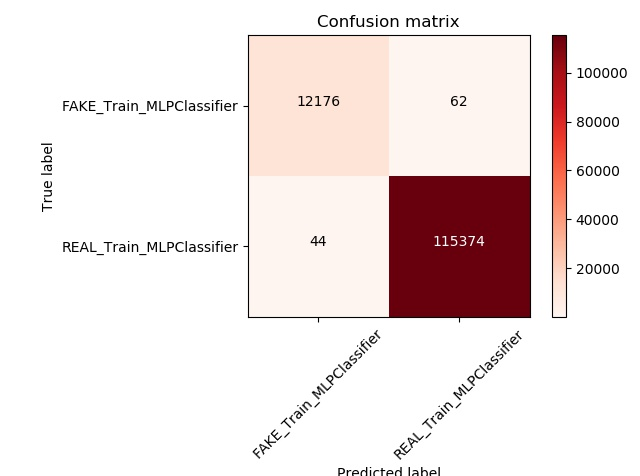 Confusion matrix
FAKE_Train_MLPClassifier
12176
62
REAL_Train_MLPClassifier
44
115374
True label
FAKE_Train_MLPClassifier
REAL_Train_MLPClassifier
Predicted label
100000
80000
60000
40000
20000